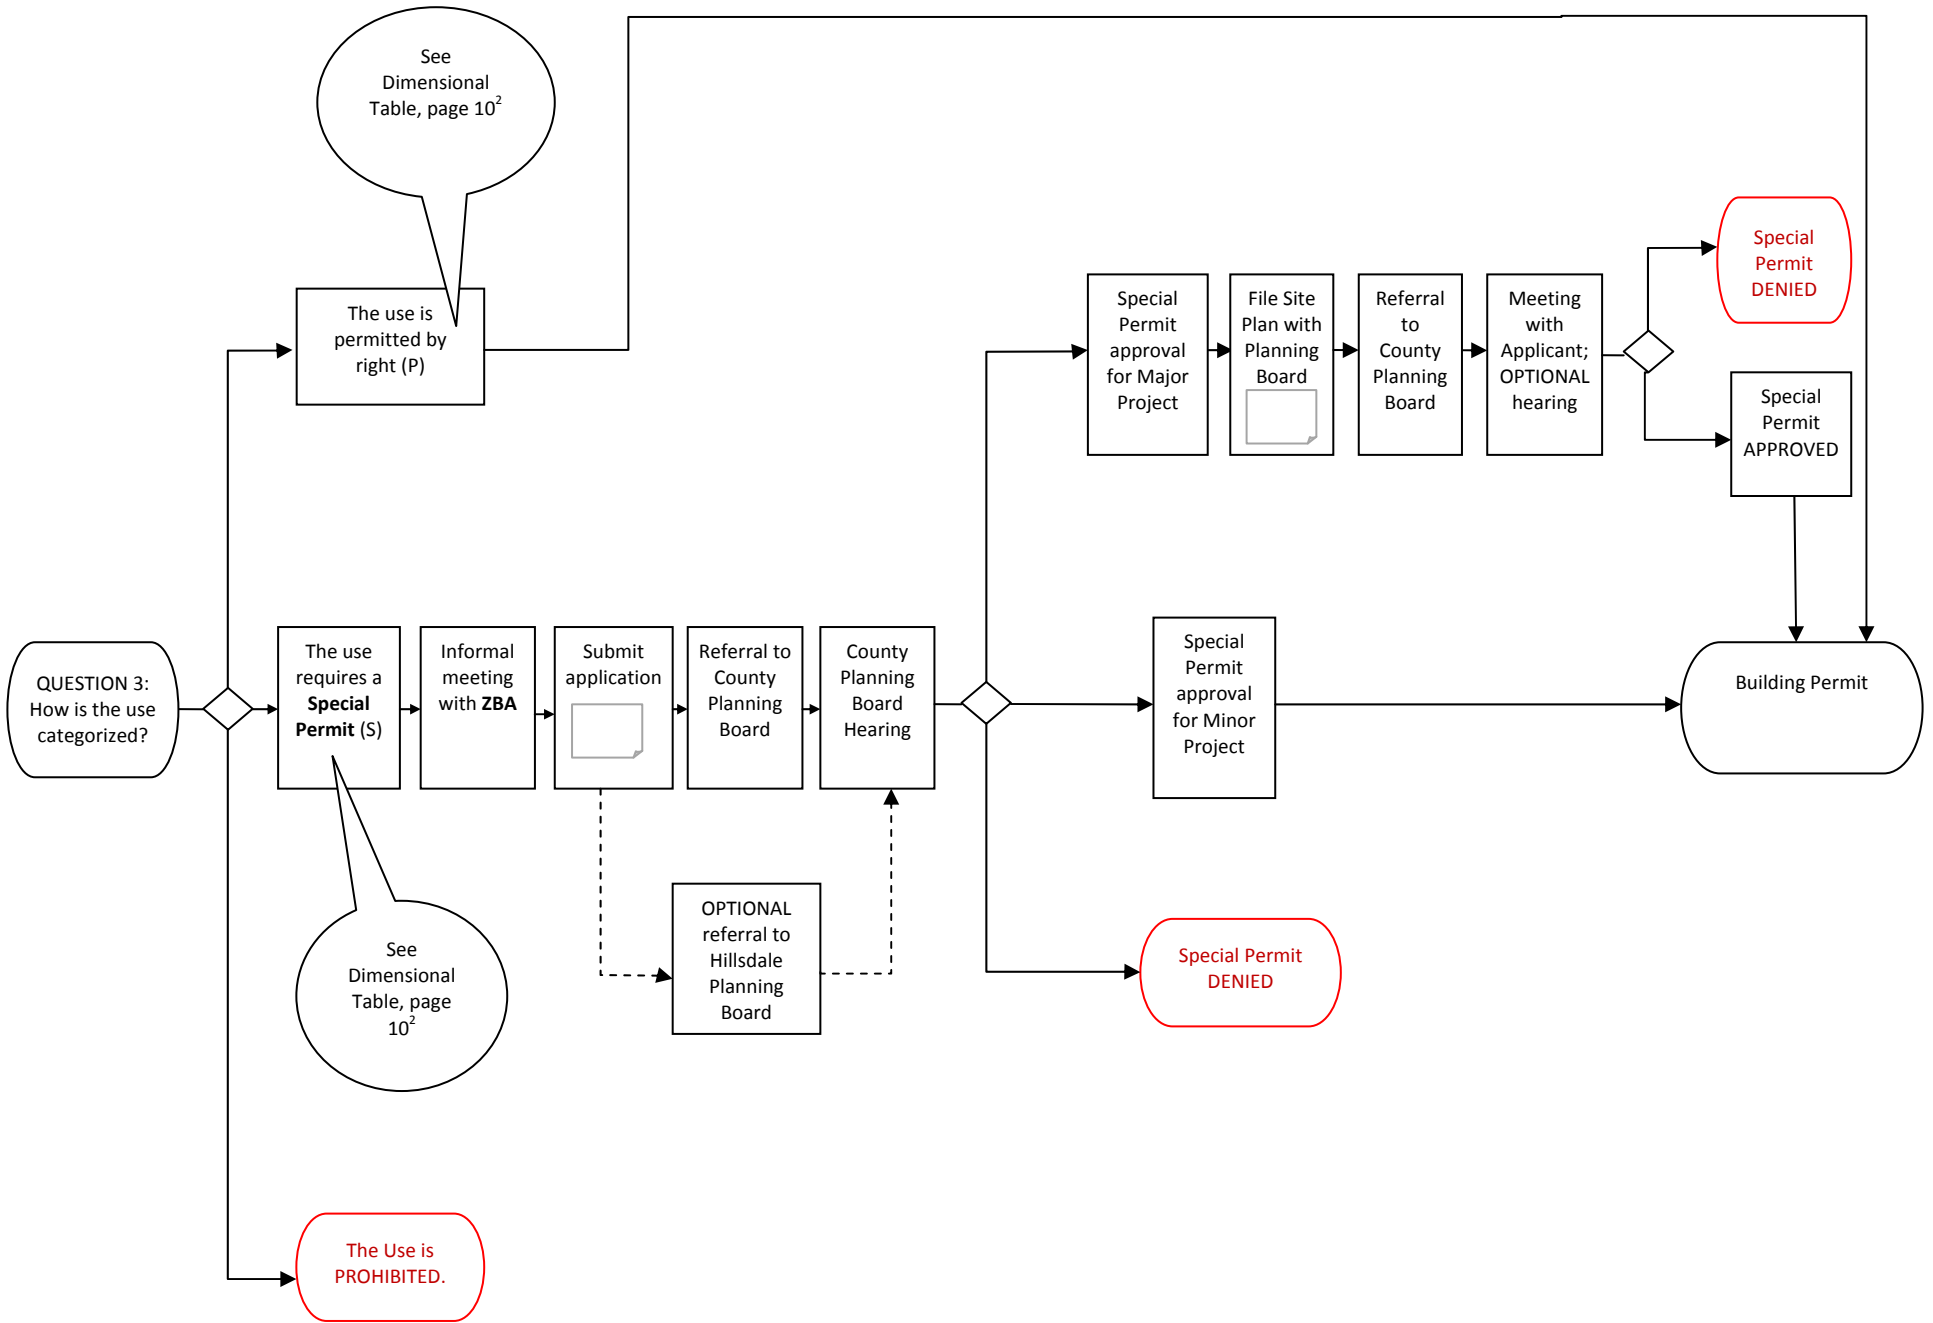 See
Dimensional
Table, page 10²
The use is
permitted by
right (P)
Special
Permit
approval
for Major
Project
File Site
Plan with
Planning
Board
Referral
to
County
Planning
Board
Meeting
with
Applicant;
OPTIONAL
hearing
Special
Permit
DENIED
Special
Permit
APPROVED
QUESTION 3:
How is the use
categorized?
The use
requires a
Special
Permit (S)
Informal
meeting
with ZBA
Submit
application
Referral to
County
Planning
Board
County
Planning
Board
Hearing
Special
Permit
approval
for Minor
Project
Building Permit
OPTIONAL
referral to
Hillsdale
Planning
Board
See
Dimensional
Table, page
10²
Special Permit
DENIED
The Use is
PROHIBITED.